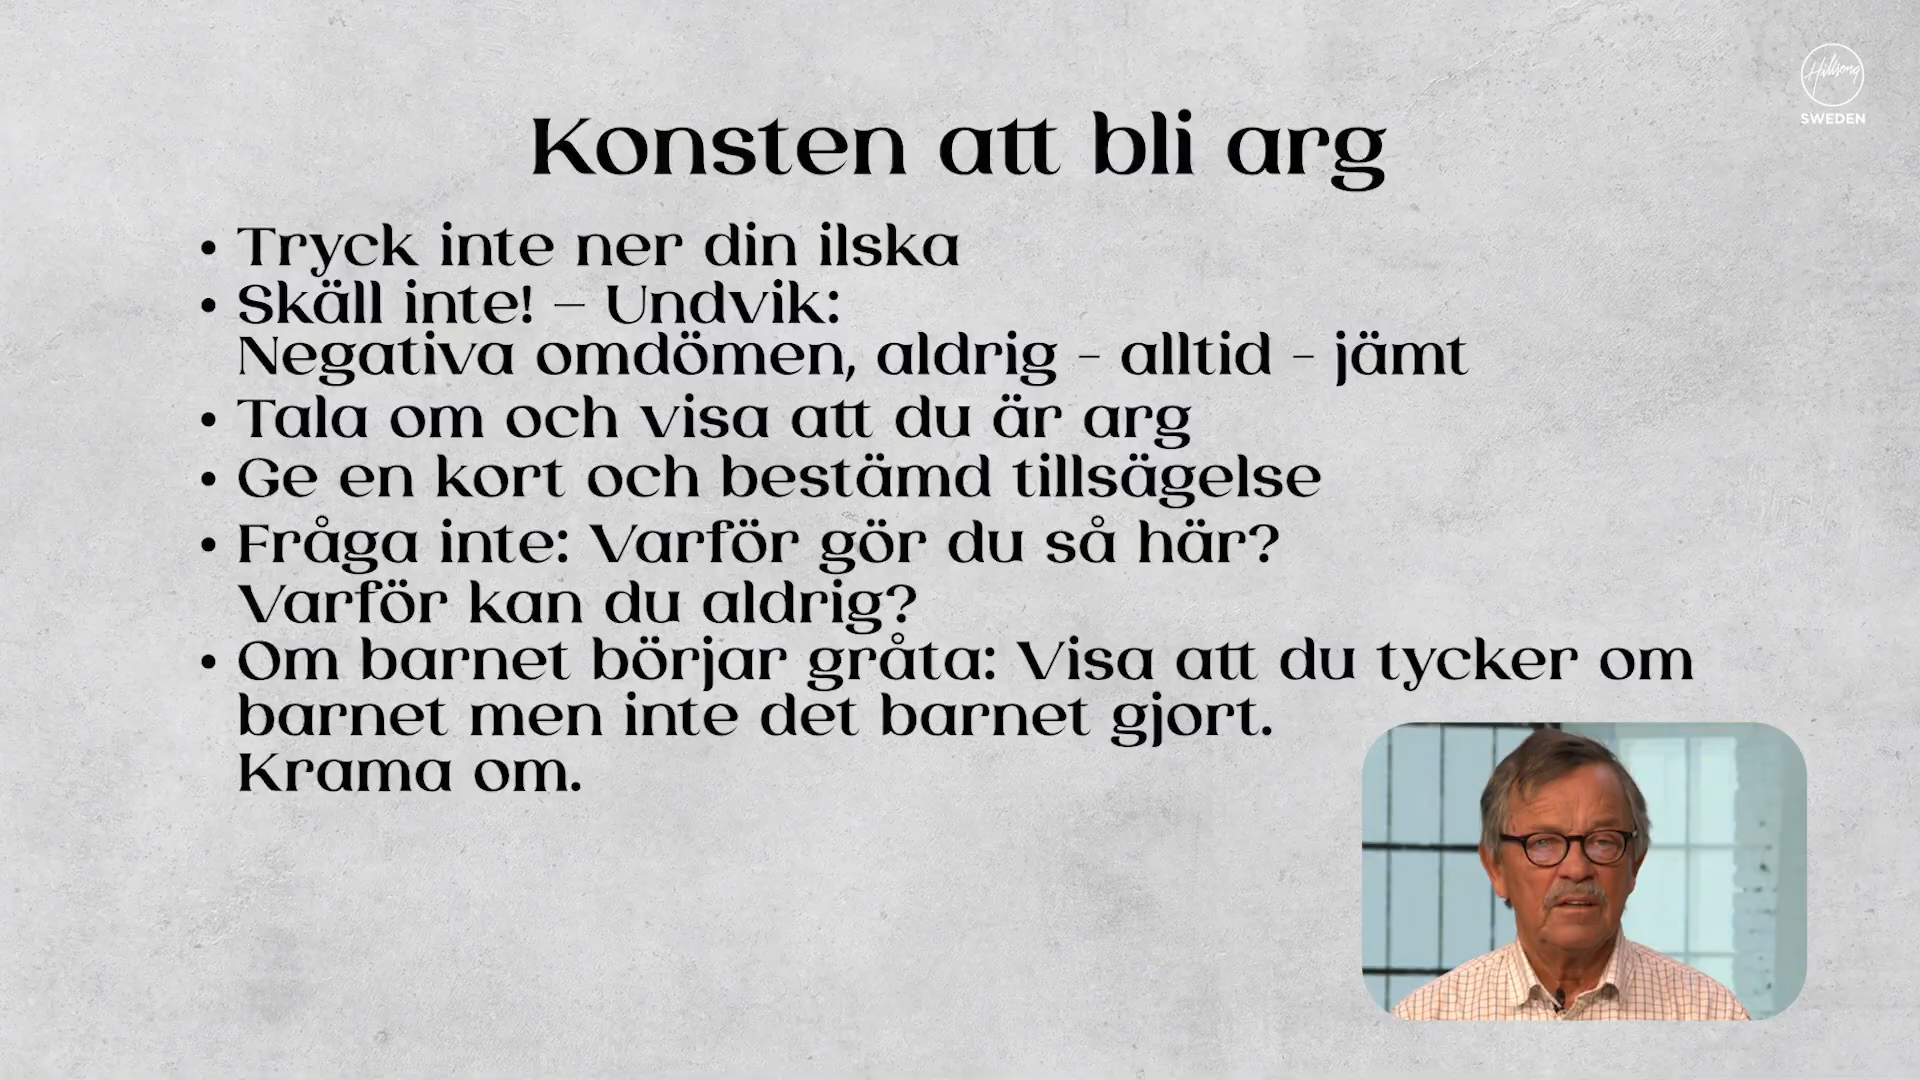 Hillsong
SWEDEN
Konsten att bli arg
• Tryck inte ner din ilska
• Skäll inte! – Undvik:
Negativa omdömen, aldrig - alltid - jämt
• Tala om och visa att du är arg
• Ge en kort och bestämd tillsägelse
• Fråga inte: Varför gör du så här?
Varför kan du aldrig?
• Om barnet börjar gråta: Visa att du tycker om
barnet men inte det barnet gjort.
Krama om.